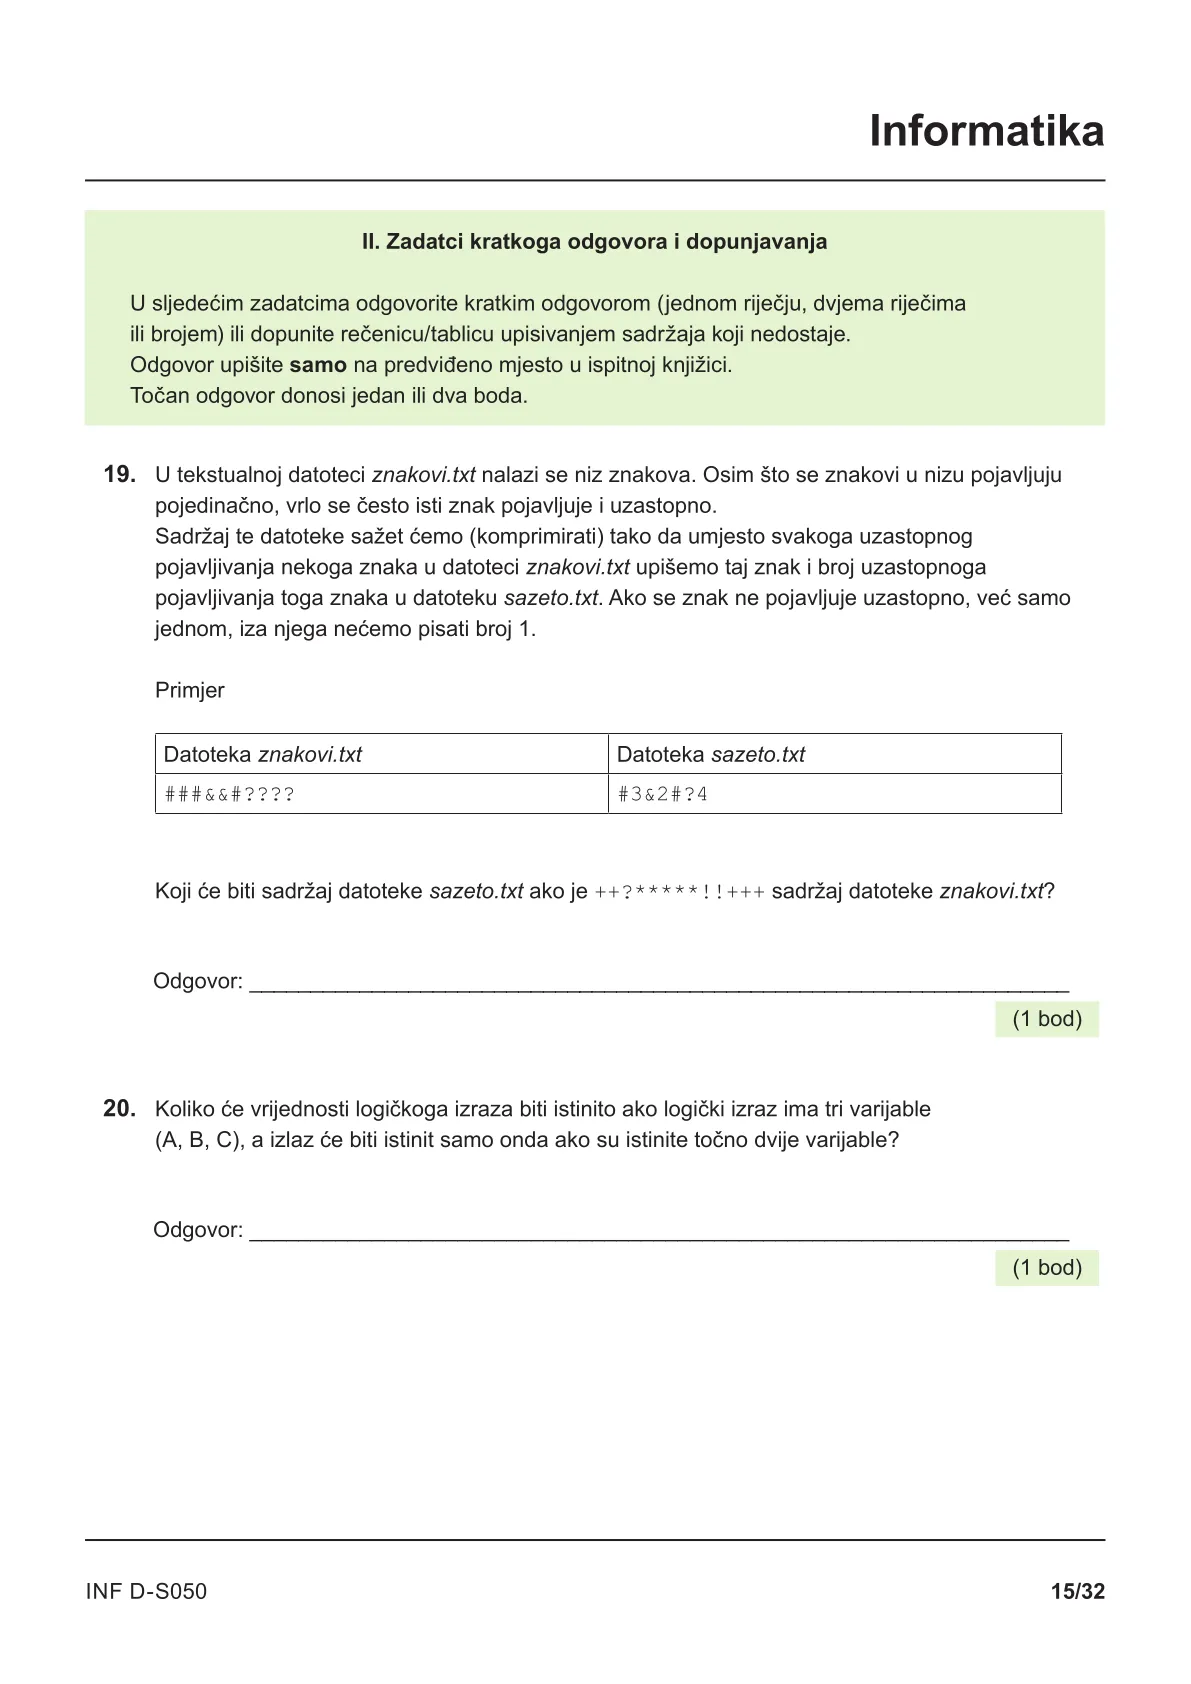 Informatika
II. Zadatci kratkoga odgovora i dopunjavanja
U sljedećim zadatcima odgovorite kratkim odgovorom (jednom riječju, dvjema riječima
ili brojem) ili dopunite rečenicu/tablicu upisivanjem sadržaja koji nedostaje.
Odgovor upišite samo na predviđeno mjesto u ispitnoj knjižici.
Točan odgovor donosi jedan ili dva boda.
19. U tekstualnoj datoteci znakovi.txt nalazi se niz znakova. Osim što se znakovi u nizu pojavljuju
pojedinačno, vrlo se često isti znak pojavljuje i uzastopno.
Sadržaj te datoteke sažet ćemo (komprimirati) tako da umjesto svakoga uzastopnog
pojavljivanja nekoga znaka u datoteci znakovi.txt upišemo taj znak i broj uzastopnoga
pojavljivanja toga znaka u datoteku sazeto.txt. Ako se znak ne pojavljuje uzastopno, već samo
jednom, iza njega nećemo pisati broj 1.
Primjer
Datoteka znakovi.txt Datoteka sazeto.txt
###&&#???? #3&2#?4
Koji će biti sadržaj datoteke sazeto.txt ako je ++?*****!!+++ sadržaj datoteke znakovi.txt?
Odgovor: ____________________________________________________________________
(1 bod)
20. Koliko će vrijednosti logičkoga izraza biti istinito ako logički izraz ima tri varijable
(A, B, C), a izlaz će biti istinit samo onda ako su istinite točno dvije varijable?
Odgovor: ____________________________________________________________________
(1 bod)
INF D-S050 15/32